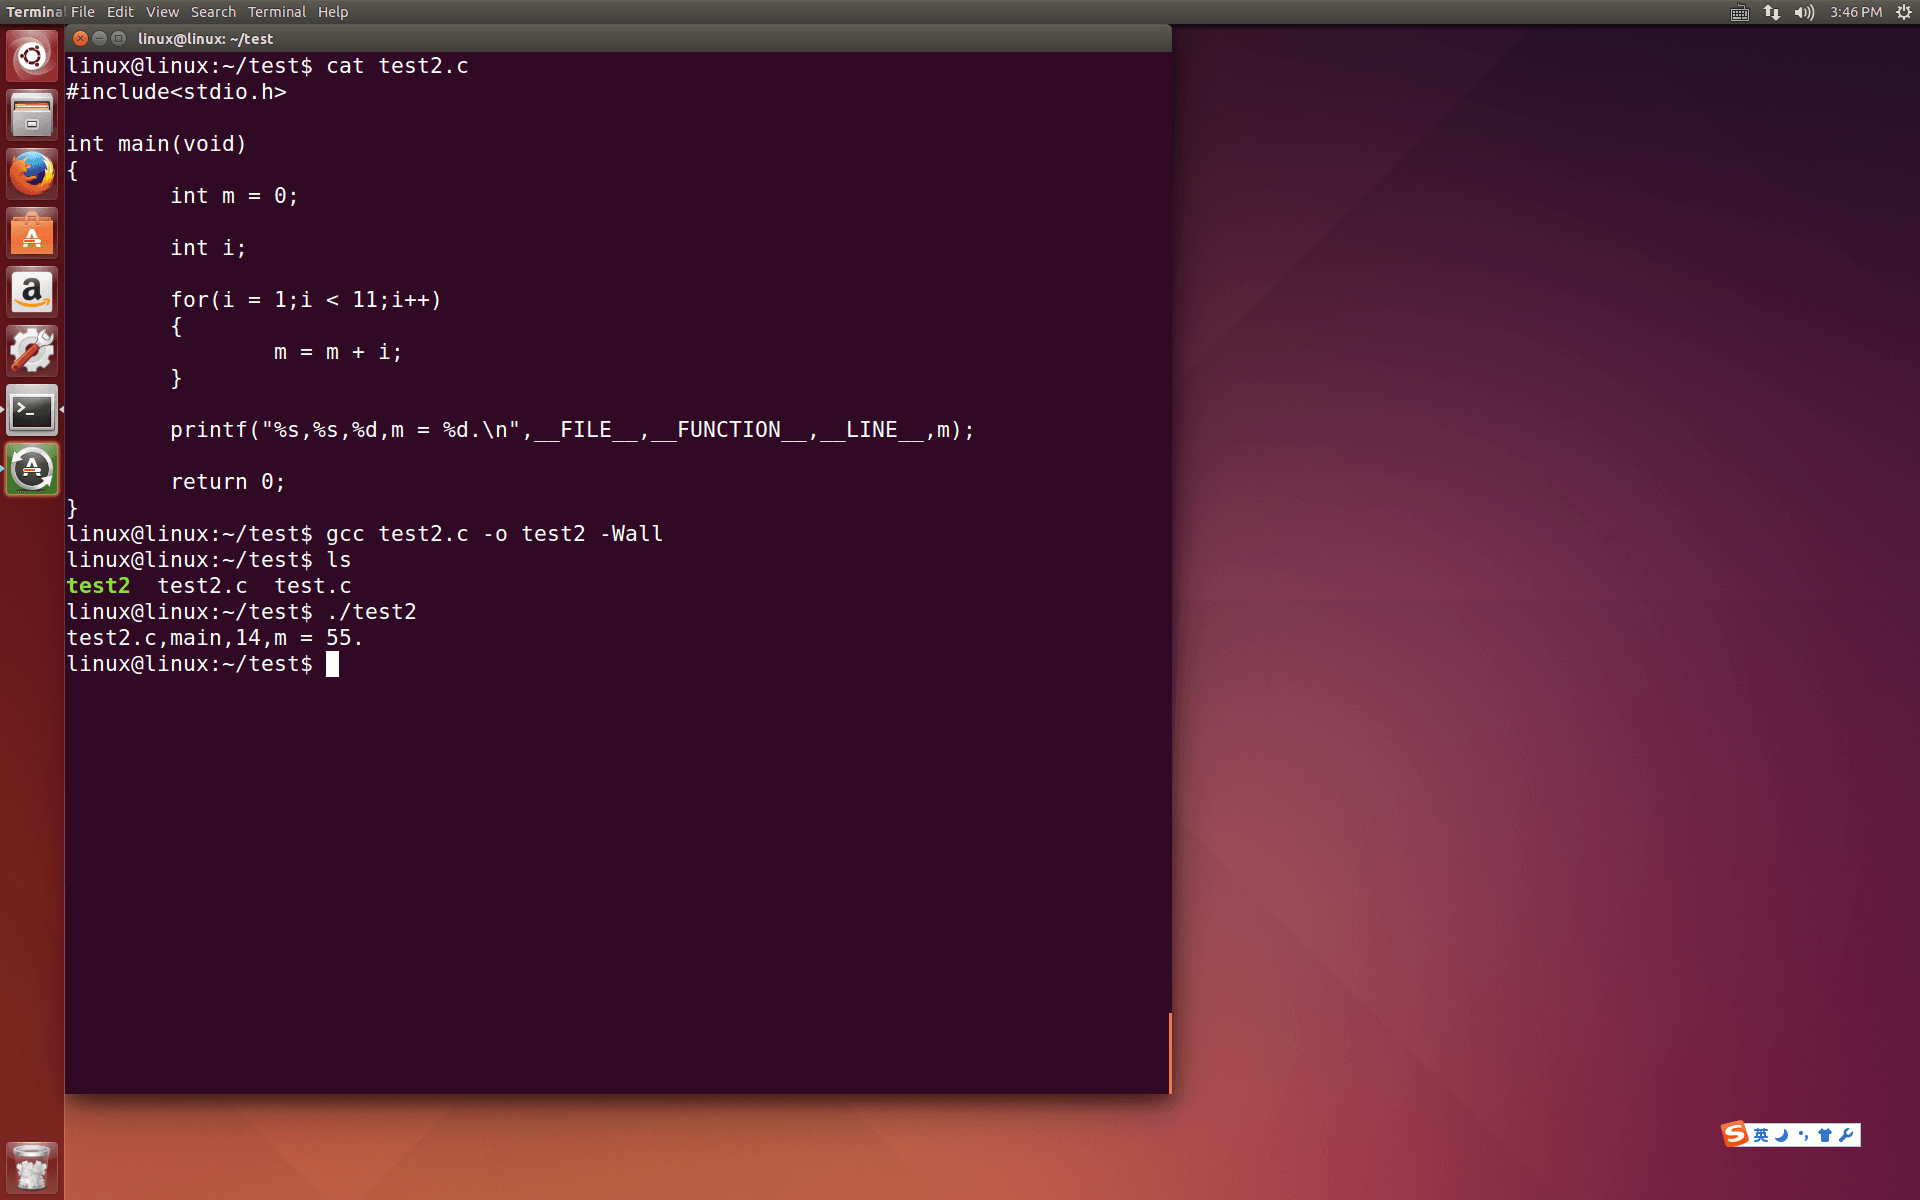 Terminal File Edit View Search Terminal Help 3:46 PM
linux@linux: ~/test
linux@linux:~/test$ cat test2.c
#include<stdio.h>
int main(void)
{
        int m = 0;
        int i;
        for(i = 1;i < 11;i++)
        {
                m = m + i;
        }
        printf("%s,%s,%d,m = %d.\n",__FILE__,__FUNCTION__,__LINE__,m);
        return 0;
}
linux@linux:~/test$ gcc test2.c -o test2 -Wall
linux@linux:~/test$ ls
test2  test2.c  test.c
linux@linux:~/test$ ./test2
test2.c,main,14,m = 55.
linux@linux:~/test$
英